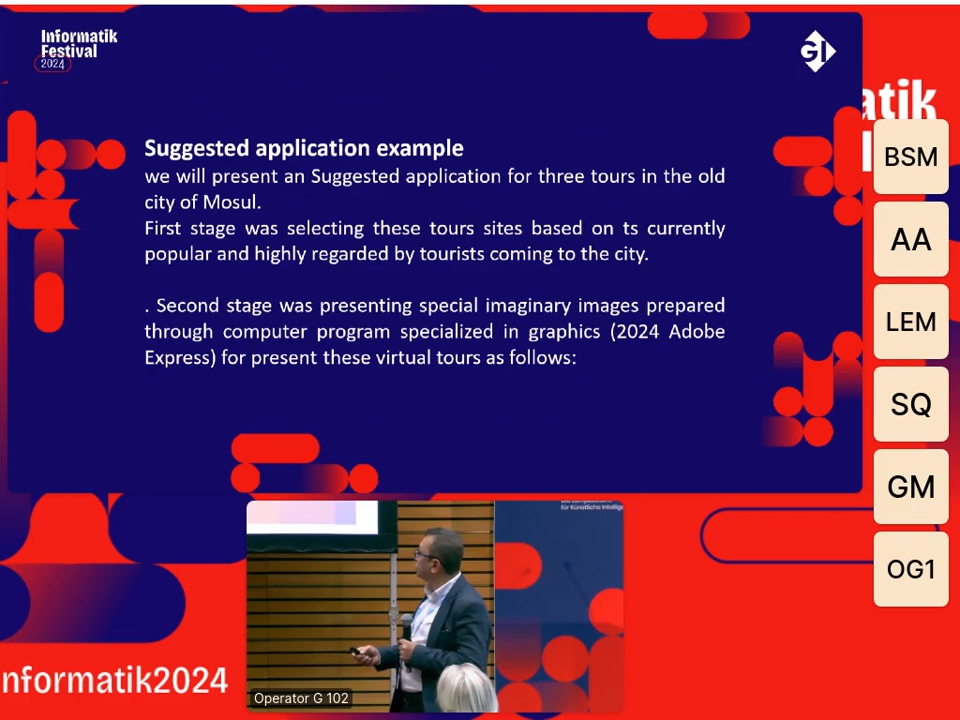 Informatik
Festival
2024
GI
Suggested application example
we will present an Suggested application for three tours in the old
city of Mosul.
First stage was selecting these tours sites based on ts currently
popular and highly regarded by tourists coming to the city.
. Second stage was presenting special imaginary images prepared
through computer program specialized in graphics (2024 Adobe
Express) for present these virtual tours as follows:
atik
BSM
AA
LEM
SQ
GM
OG1
für Künstliche Intellige
Operator G 102
nformatik2024